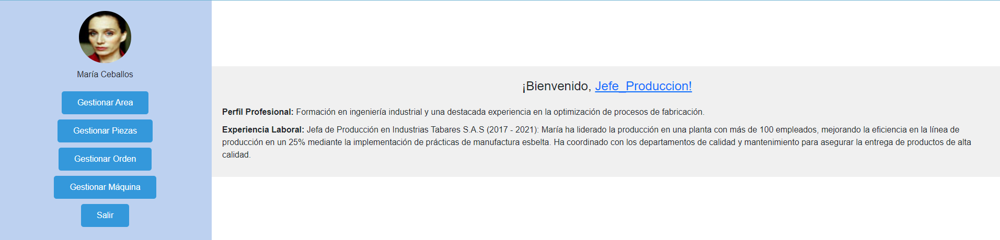 María Ceballos
Gestionar Area
Gestionar Piezas
Gestionar Orden
Gestionar Máquina
Salir
¡Bienvenido, Jefe_Produccion!
Perfil Profesional: Formación en ingeniería industrial y una destacada experiencia en la optimización de procesos de fabricación.
Experiencia Laboral: Jefa de Producción en Industrias Tabares S.A.S (2017 - 2021): María ha liderado la producción en una planta con más de 100 empleados, mejorando la eficiencia en la línea de
producción en un 25% mediante la implementación de prácticas de manufactura esbelta. Ha coordinado con los departamentos de calidad y mantenimiento para asegurar la entrega de productos de alta
calidad.